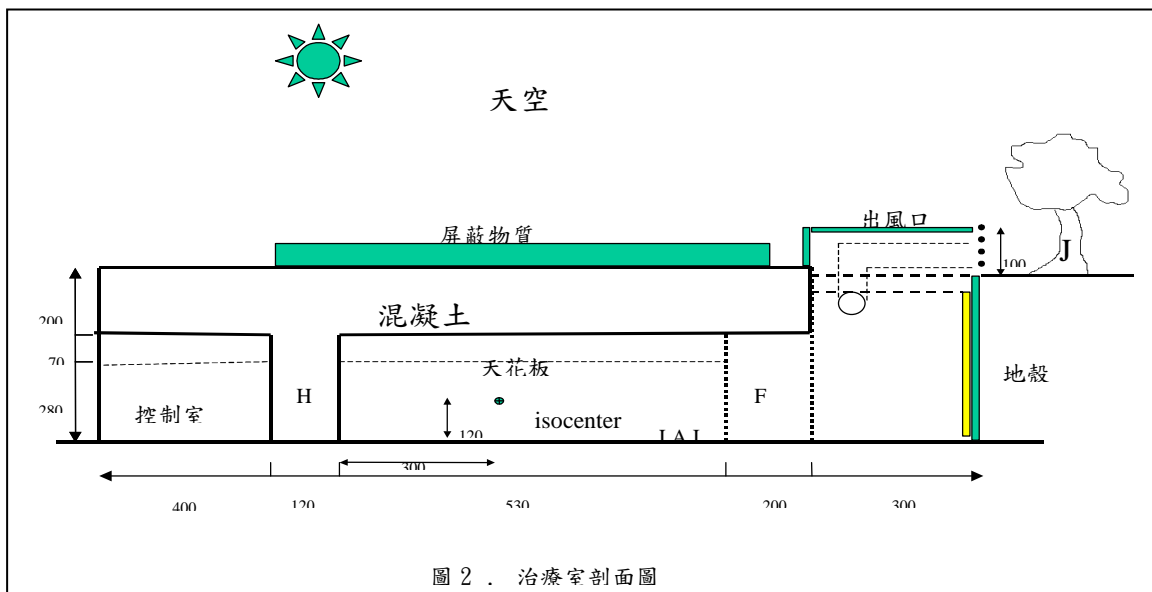 天空
出風口
屏蔽物質
J
100
混凝土
200
70
天花板
地殼
H
F
280
控制室
isocenter
120
300
400
120
530
200
300
圖 2 . 治療室剖面圖